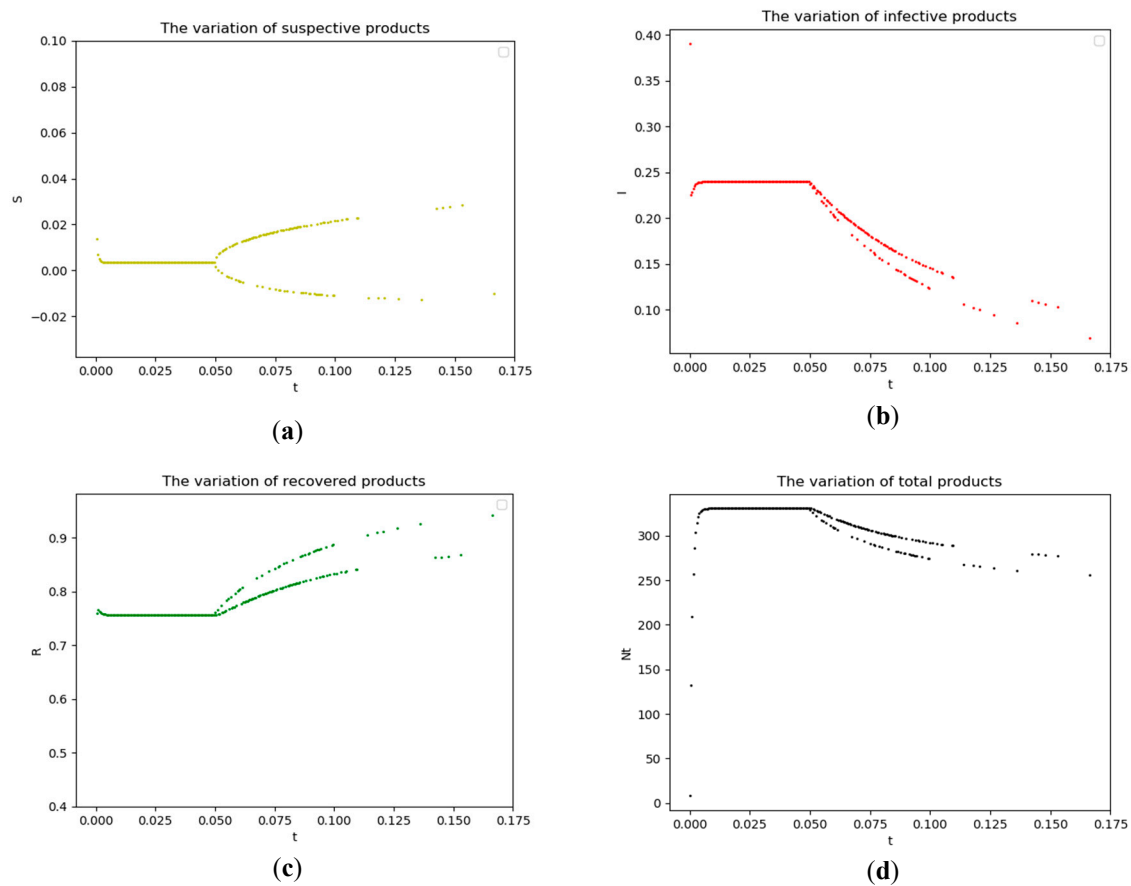 The variation of suspective products
0.10
0.08
0.06
0.04
0.02
0.00
−0.02
S
0.000 0.025 0.050 0.075 0.100 0.125 0.150 0.175
t
(a)
The variation of infective products
0.40
0.35
0.30
0.25
0.20
0.15
0.10
I
0.000 0.025 0.050 0.075 0.100 0.125 0.150 0.175
t
(b)
The variation of recovered products
0.9
0.8
0.7
0.6
0.5
0.4
R
0.000 0.025 0.050 0.075 0.100 0.125 0.150 0.175
t
(c)
The variation of total products
300
250
200
150
100
50
0
Nt
0.000 0.025 0.050 0.075 0.100 0.125 0.150 0.175
t
(d)